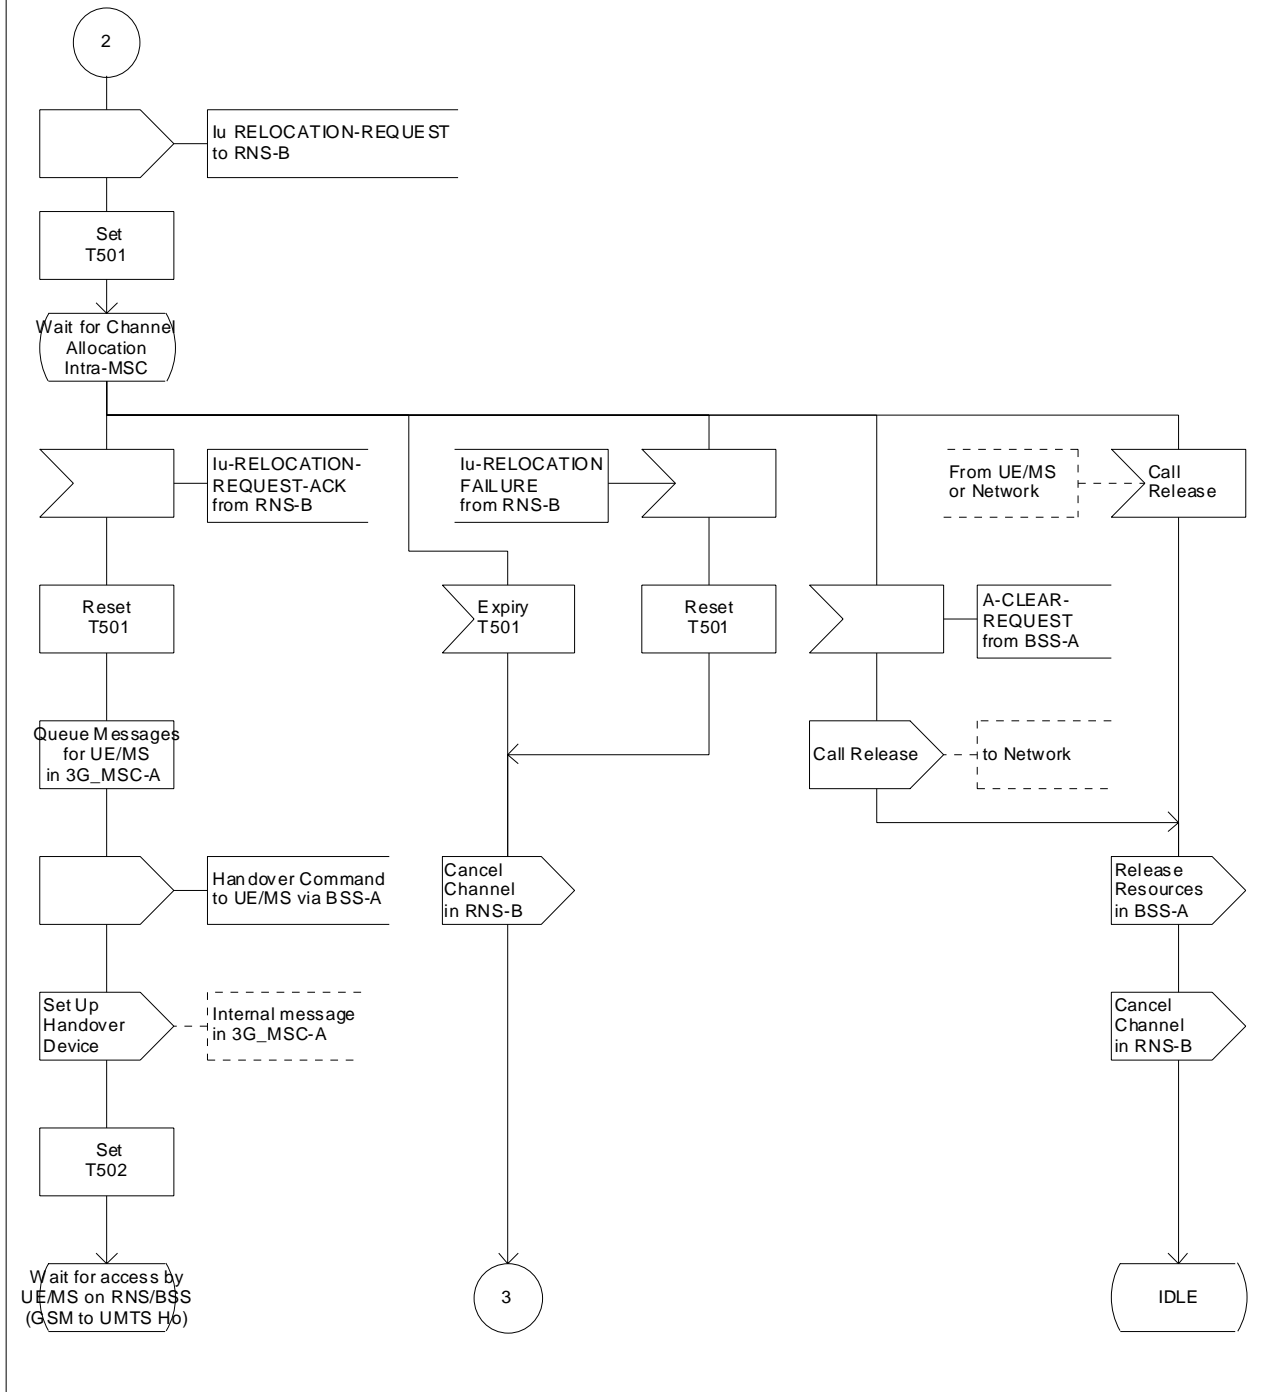 2
Iu RELOCATION-REQUEST
to RNS-B
Set
T501
Wait for Channel
Allocation
Intra-MSC
Iu-RELOCATION-
REQUEST-ACK
from RNS-B
Iu-RELOCATION
FAILURE
from RNS-B
From UE/MS
or Network
Call
Release
Reset
T501
Expiry
T501
Reset
T501
A-CLEAR-
REQUEST
from BSS-A
Queue Messages
for UE/MS
in 3G_MSC-A
Call Release
to Network
Handover Command
to UE/MS via BSS-A
Cancel
Channel
in RNS-B
Release
Resources
in BSS-A
Set Up
Handover
Device
Internal message
in 3G_MSC-A
Cancel
Channel
in RNS-B
Set
T502
Wait for access by
UE/MS on RNS/BSS
(GSM to UMTS Ho)
3
IDLE